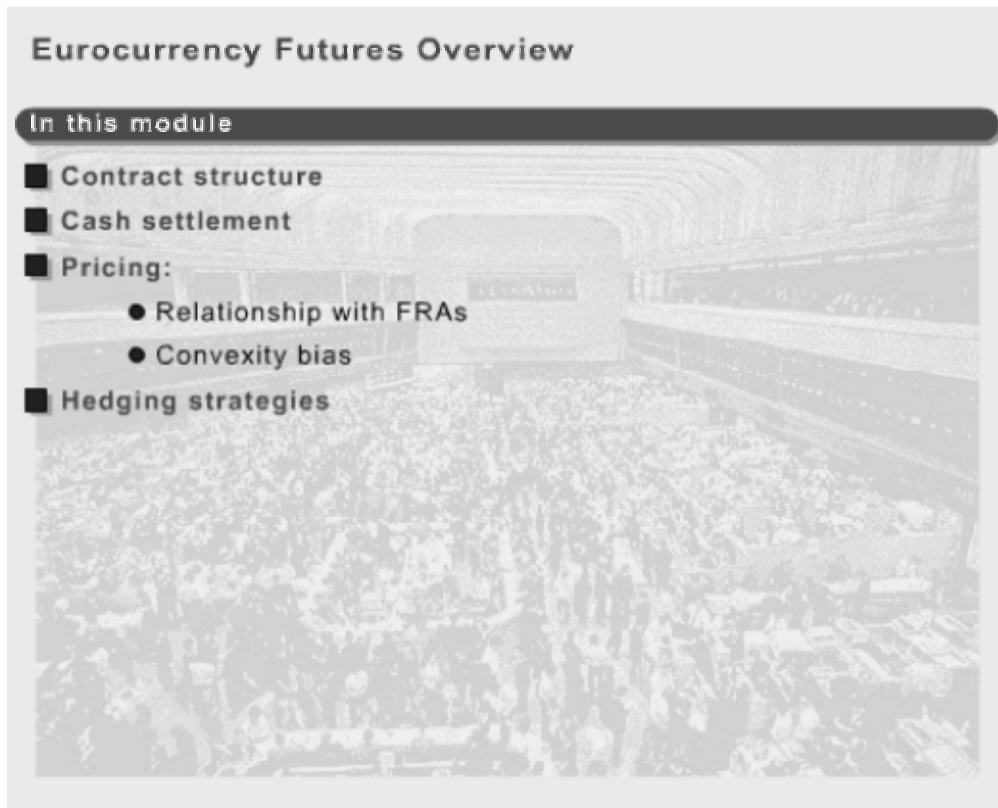 Eurocurrency Futures Overview
In this module
Contract structure
Cash settlement
Pricing:
Relationship with FRAs
Convexity bias
Hedging strategies